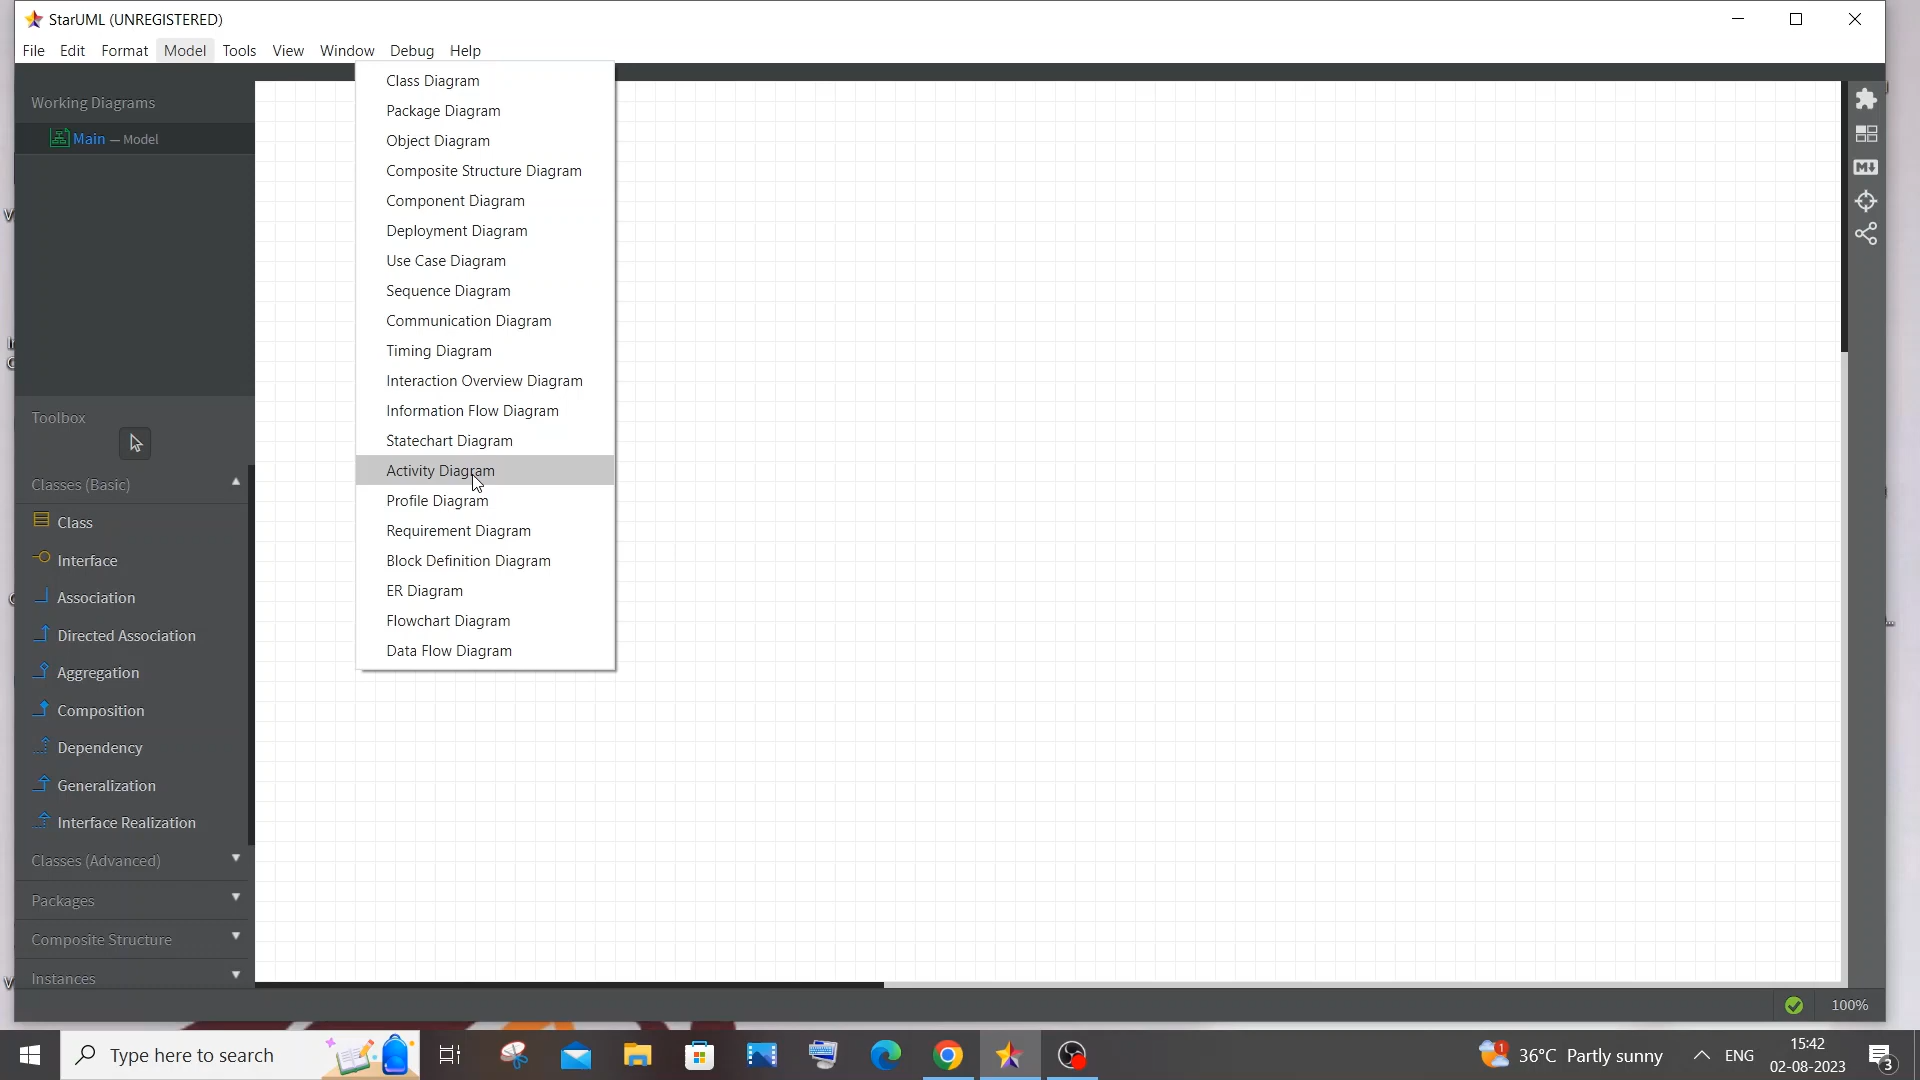 StarUML (UNREGISTERED)
File Edit Format Model Tools View Window Debug Help
Working Diagrams
Main — Model
Toolbox
Classes (Basic)
Class
Interface
Association
Directed Association
Aggregation
Composition
Dependency
Generalization
Interface Realization
Classes (Advanced)
Packages
Composite Structure
Instances
Class Diagram
Package Diagram
Object Diagram
Composite Structure Diagram
Component Diagram
Deployment Diagram
Use Case Diagram
Sequence Diagram
Communication Diagram
Timing Diagram
Interaction Overview Diagram
Information Flow Diagram
Statechart Diagram
Activity Diagram
Profile Diagram
Requirement Diagram
Block Definition Diagram
ER Diagram
Flowchart Diagram
Data Flow Diagram
100%
Type here to search
1
36°C Partly sunny
ENG
15:42
02-08-2023
3